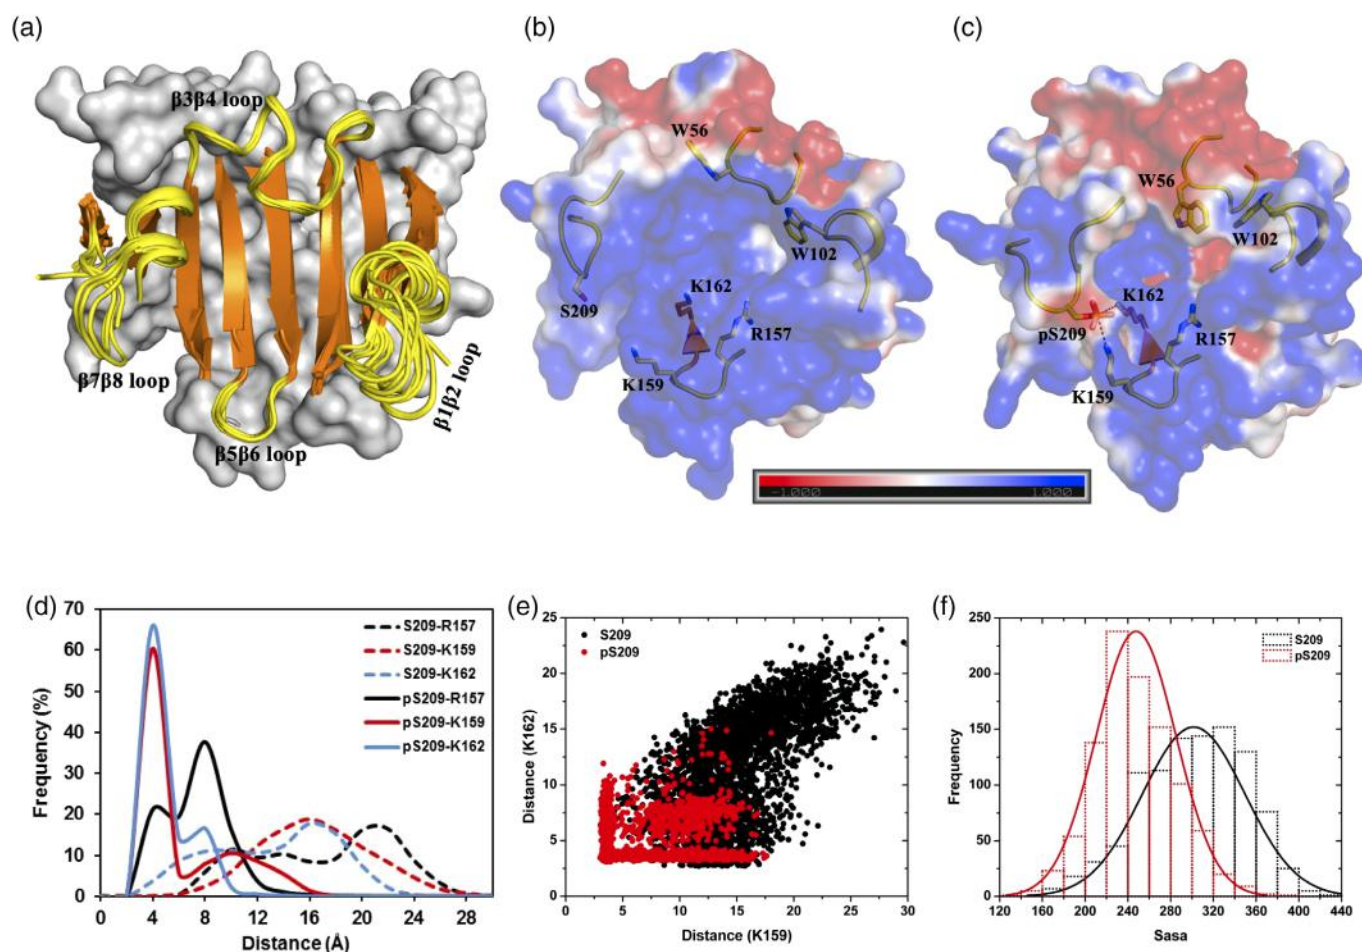 (a)
β3β4 loop
β7β8 loop
β5β6 loop
β1β2 loop
(b)
W56
W102
S209
K162
R157
K159
(c)
W56
W102
K162
pS209
R157
K159
-1.000 1.000
(d)
Frequency (%)
70
60
50
40
30
20
10
0
0 4 8 12 16 20 24 28
Distance (Å)
S209-R157
S209-K159
S209-K162
pS209-R157
pS209-K159
pS209-K162
(e)
Distance (K162)
25
20
15
10
5
0
0 5 10 15 20 25 30
Distance (K159)
S209
pS209
(f)
Frequency
250
200
150
100
50
0
120 160 200 240 280 320 360 400 440
Sasa
S209
pS209